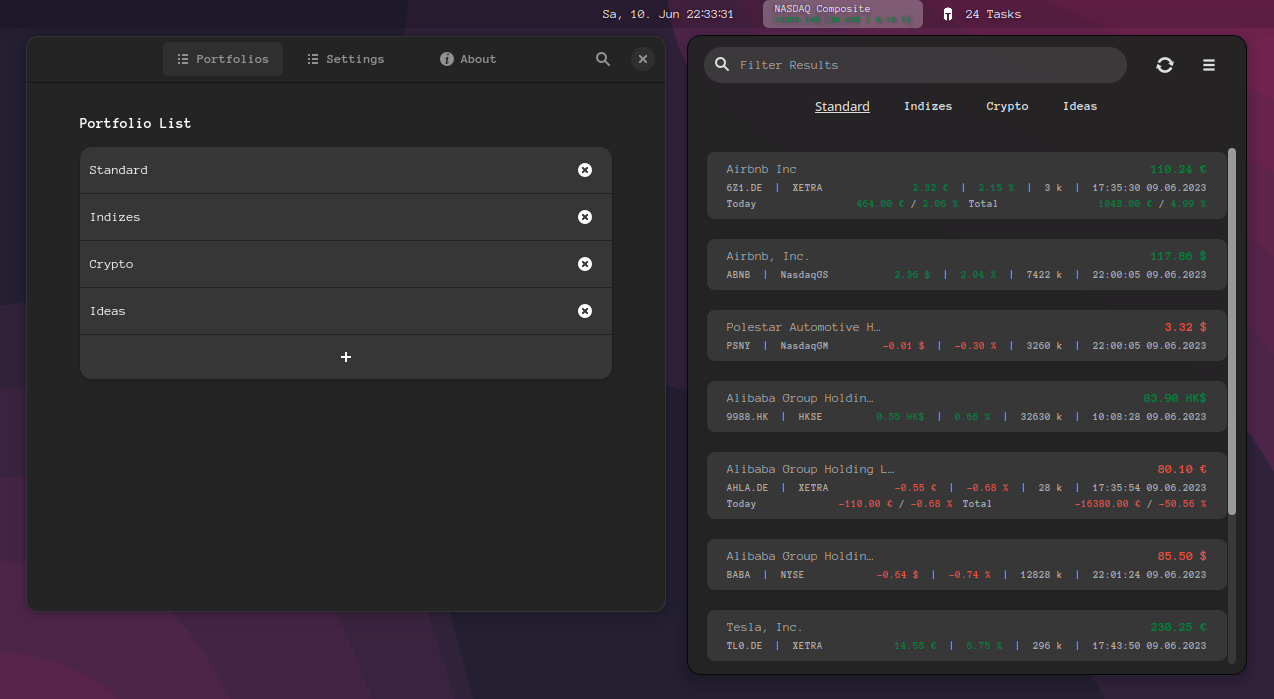 Sa, 10. Jun 22:33:31
NASDAQ Composite
24 Tasks
Portfolios
Settings
About
Portfolio List
Standard
Indizes
Crypto
Ideas
+
Filter Results
Standard Indizes Crypto Ideas
Airbnb Inc 110.24 €
6Z1.DE | XETRA 2.32 € | 2.15 % | 3 k | 17:35:30 09.06.2023
Today 464.00 € / 2.06 % Total 1048.00 € / 4.99 %
Airbnb, Inc. 117.86 $
ABNB | NasdaqGS 2.36 $ | 2.04 % | 7422 k | 22:00:05 09.06.2023
Polestar Automotive H… 3.32 $
PSNY | NasdaqGM -0.01 $ | -0.30 % | 3260 k | 22:00:05 09.06.2023
Alibaba Group Holdin… 83.90 HK$
9988.HK | HKSE 0.55 HK$ | 0.66 % | 32630 k | 10:08:28 09.06.2023
Alibaba Group Holding L… 80.10 €
AHLA.DE | XETRA -0.55 € | -0.68 % | 28 k | 17:35:54 09.06.2023
Today -110.00 € / -0.68 % Total -16380.00 € / -50.56 %
Alibaba Group Holdin… 85.50 $
BABA | NYSE -0.64 $ | -0.74 % | 12828 k | 22:01:24 09.06.2023
Tesla, Inc. 230.25 €
TL0.DE | XETRA 14.55 € | 6.75 % | 296 k | 17:43:50 09.06.2023